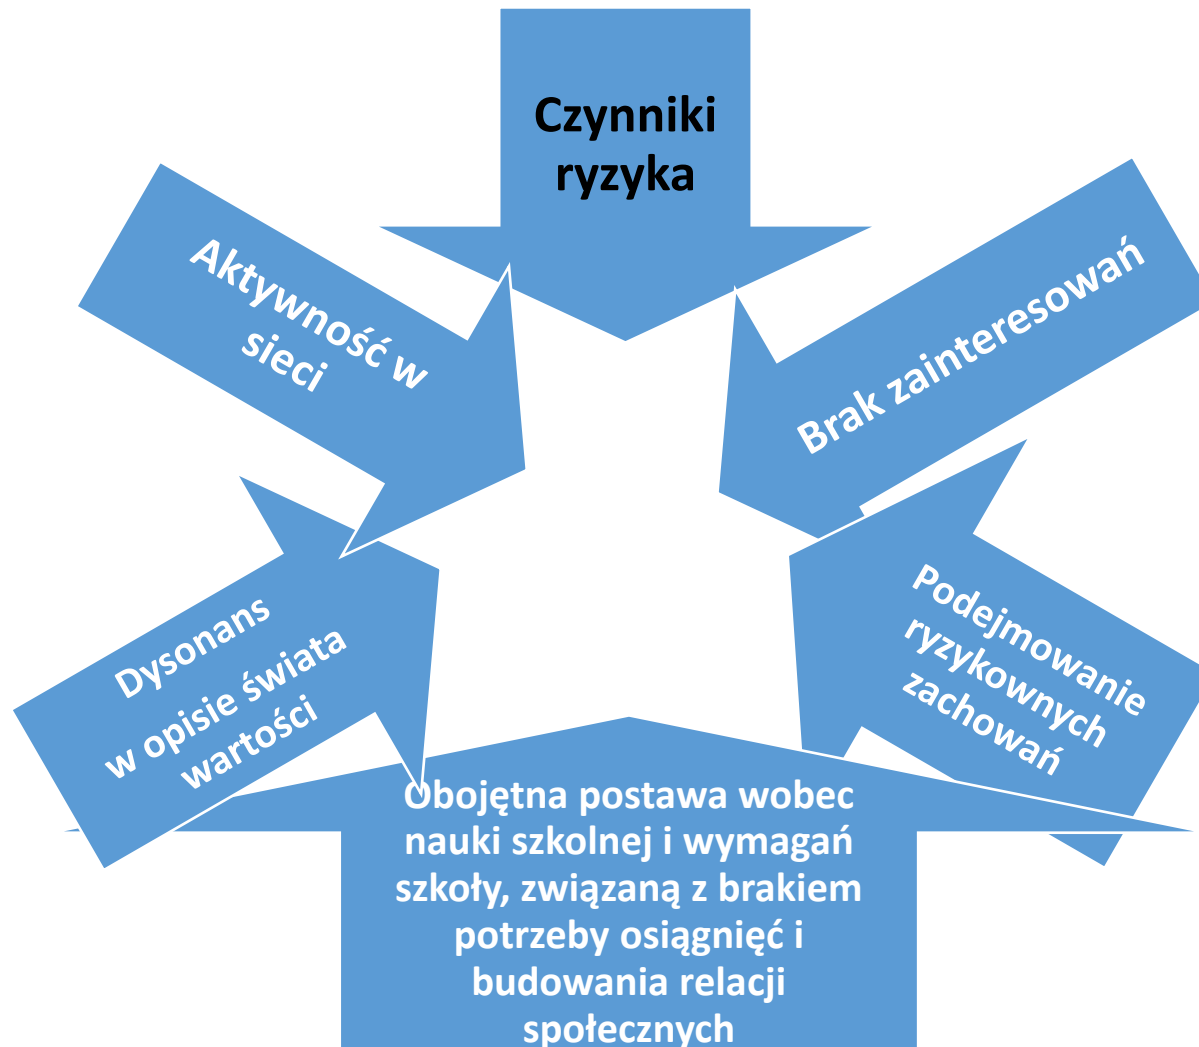 Czynniki
ryzyka
Aktywność w
sieci
Brak zainteresowań
Dysonans
w opisie świata
wartości
Podejmowanie
ryzykownych
zachowań
Obojętna postawa wobec
nauki szkolnej i wymagań
szkoły, związaną z brakiem
potrzeby osiągnięć i
budowania relacji
społecznych